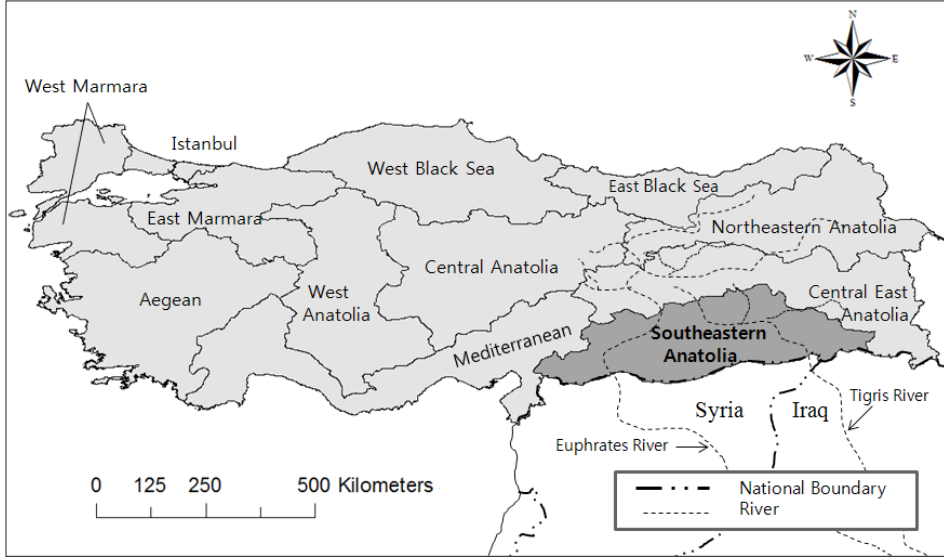 N
W E
S
West Marmara
Istanbul
West Black Sea
East Black Sea
East Marmara
Northeastern Anatolia
Central Anatolia
Aegean
West
Anatolia
Central East
Anatolia
Mediterranean
Southeastern
Anatolia
Syria
Iraq
Tigris River
Euphrates River
0 125 250 500 Kilometers
National Boundary
River